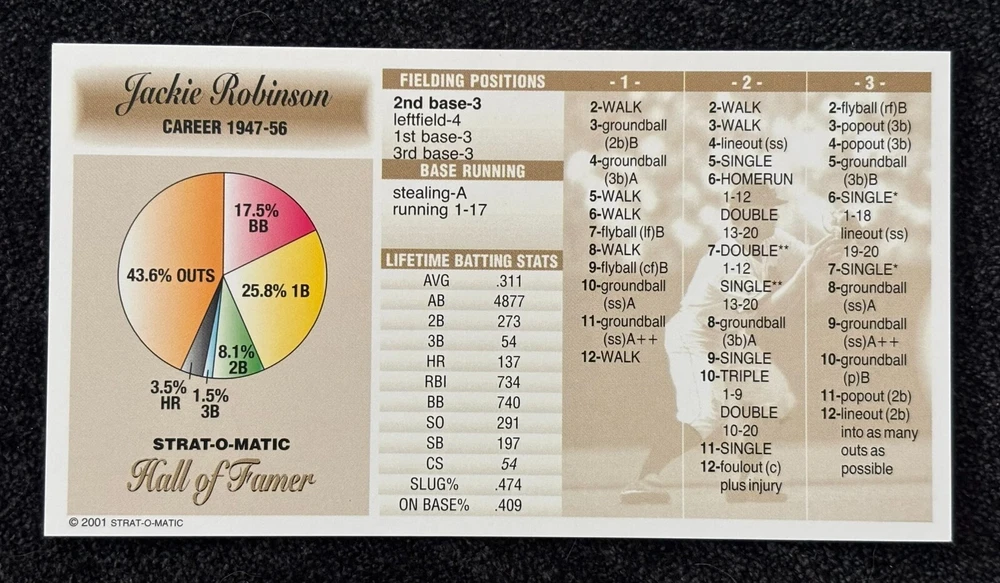 Jackie Robinson
CAREER 1947-56
17.5%
BB
25.8% 1B
43.6% OUTS
8.1%
2B
3.5%
HR
1.5%
3B
STRAT-O-MATIC
Hall of Famer
© 2001 STRAT-O-MATIC
FIELDING POSITIONS
2nd base-3
leftfield-4
1st base-3
3rd base-3
BASE RUNNING
stealing-A
running 1-17
LIFETIME BATTING STATS
AVG .311
AB 4877
2B 273
3B 54
HR 137
RBI 734
BB 740
SO 291
SB 197
CS 54
SLUG% .474
ON BASE% .409
- 1 -
2-WALK
3-groundball
(2b)B
4-groundball
(3b)A
5-WALK
6-WALK
7-flyball (lf)B
8-WALK
9-flyball (cf)B
10-groundball
(ss)A
11-groundball
(ss)A++
12-WALK
- 2 -
2-WALK
3-WALK
4-lineout (ss)
5-SINGLE
6-HOMERUN
1-12
DOUBLE
13-20
7-DOUBLE**
1-12
SINGLE**
13-20
8-groundball
(3b)A
9-SINGLE
10-TRIPLE
1-9
DOUBLE
10-20
11-SINGLE
12-foulout (c)
plus injury
- 3 -
2-flyball (rf)B
3-popout (3b)
4-popout (3b)
5-groundball
(3b)B
6-SINGLE*
1-18
lineout (ss)
19-20
7-SINGLE*
8-groundball
(ss)A
9-groundball
(ss)A++
10-groundball
(p)B
11-popout (2b)
12-lineout (2b)
into as many
outs as
possible